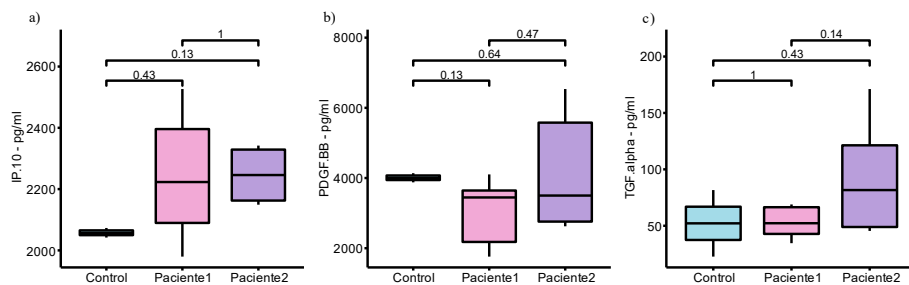 a)
IP.10 - pg/ml
2600
2400
2200
2000
1
0.13
0.43
Control Paciente1 Paciente2
b)
PDGF.BB - pg/ml
8000
6000
4000
2000
0.47
0.64
0.13
Control Paciente1 Paciente2
c)
TGF.alpha - pg/ml
200
150
100
50
0.14
0.43
1
Control Paciente1 Paciente2